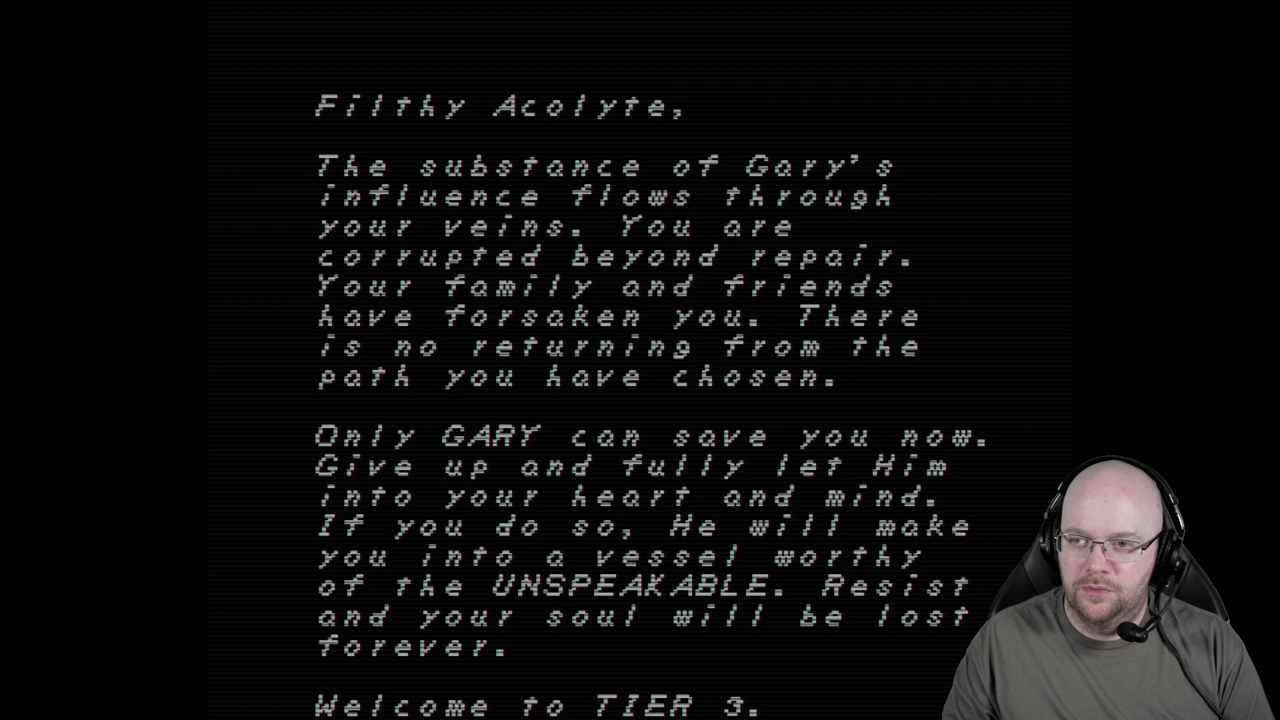 Filthy Acolyte,
The substance of Gary's
influence flows through
your veins. You are
corrupted beyond repair.
Your family and friends
have forsaken you. There
is no returning from the
path you have chosen.
Only GARY can save you now.
Give up and fully let Him
into your heart and mind.
If you do so, He will make
you into a vessel worthy
of the UNSPEAKABLE. Resist
and your soul will be lost
forever.
Welcome to TIER 3.